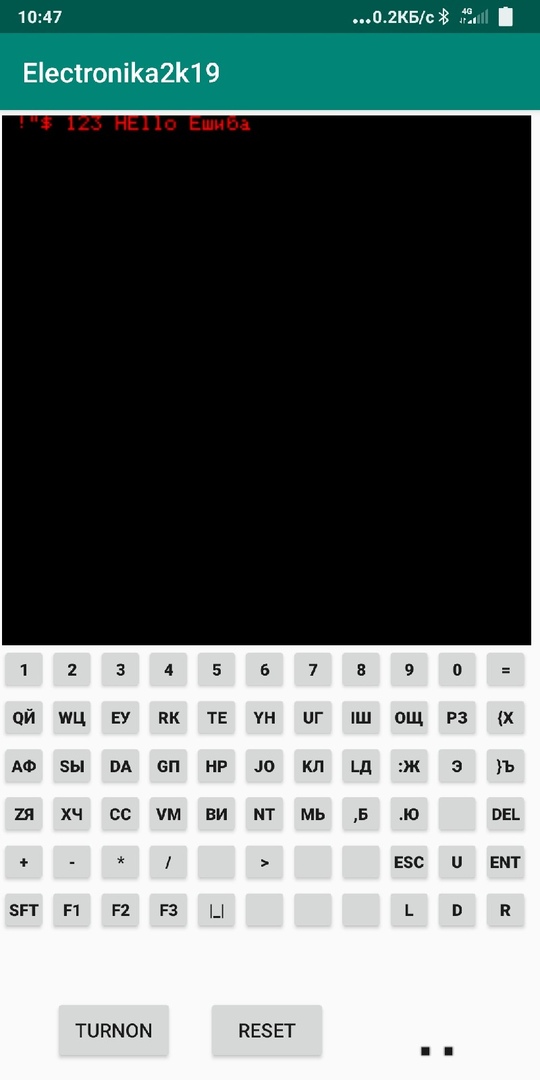 10:47 ...0.2КБ/с 4G
Electronika2k19
!"$ 123 HEllo Ешиба
1 2 3 4 5 6 7 8 9 0 =
QЙ WЦ EУ RK TE YH UГ IШ OЩ PЗ {X
AФ SЫ DA GП HP JO KЛ LД :Ж Э }Ъ
ZЯ XЧ CC VM BИ NT MЬ ,Б .Ю DEL
+ - * / > ESC U ENT
SFT F1 F2 F3 |_| L D R
TURNON RESET